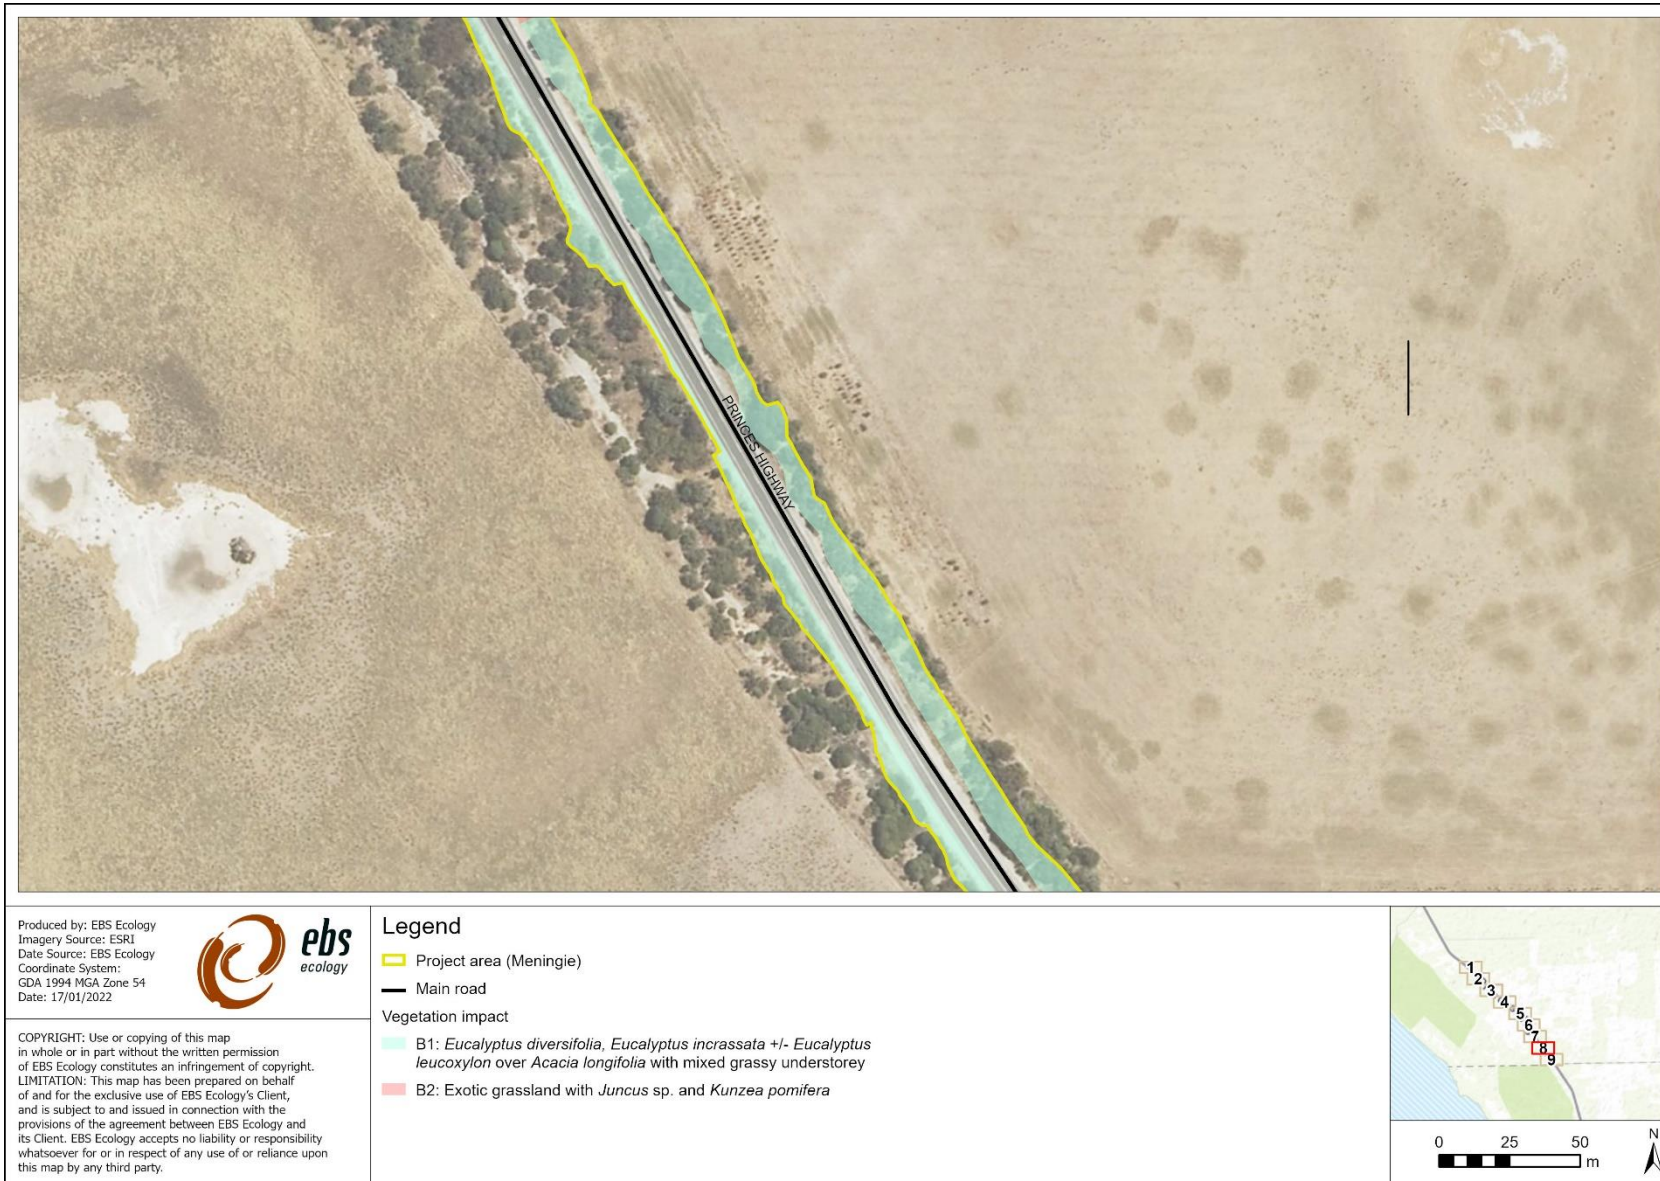 PRINCES HIGHWAY
Produced by: EBS Ecology
Imagery Source: ESRI
Date Source: EBS Ecology
Coordinate System:
GDA 1994 MGA Zone 54
Date: 17/01/2022
ebs
ecology
COPYRIGHT: Use or copying of this map
in whole or in part without the written permission
of EBS Ecology constitutes an infringement of copyright.
LIMITATION: This map has been prepared on behalf
of and for the exclusive use of EBS Ecology's Client,
and is subject to and issued in connection with the
provisions of the agreement between EBS Ecology and
its Client. EBS Ecology accepts no liability or responsibility
whatsoever for or in respect of any use of or reliance upon
this map by any third party.
Legend
Project area (Meningie)
Main road
Vegetation impact
B1: Eucalyptus diversifolia, Eucalyptus incrassata +/- Eucalyptus
leucoxylon over Acacia longifolia with mixed grassy understorey
B2: Exotic grassland with Juncus sp. and Kunzea pomifera
1
2
3
4
5
6
7
8
9
0 25 50
m
N